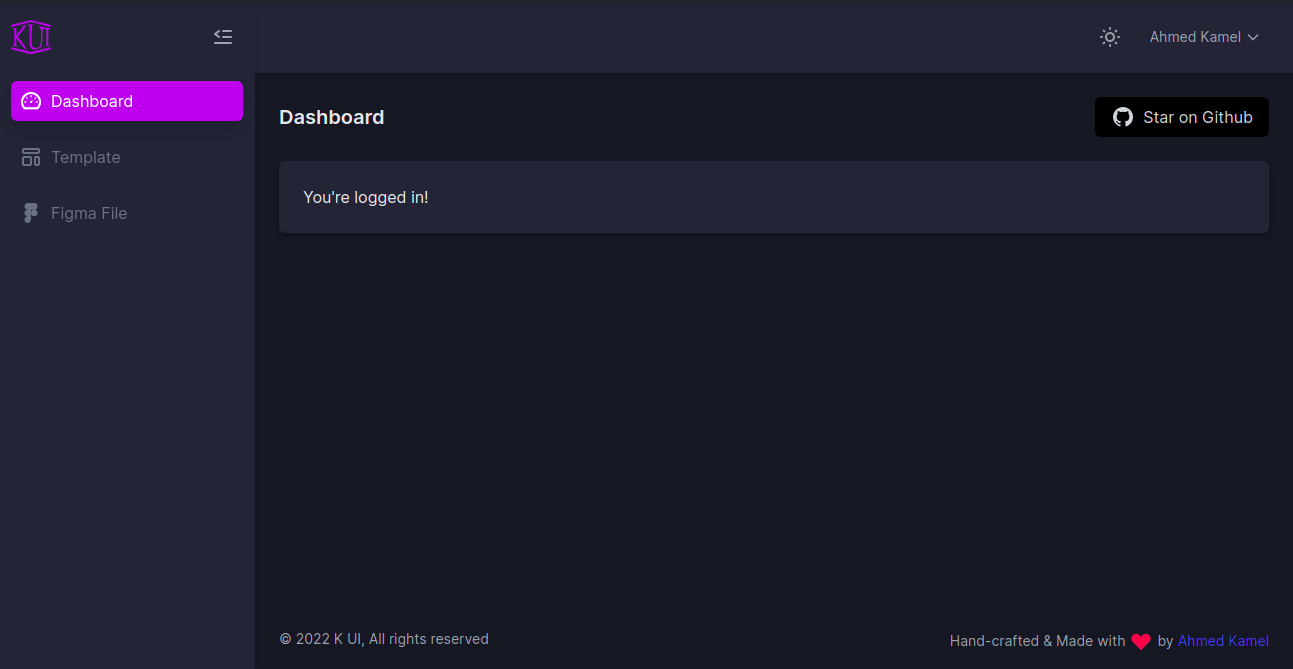 KUI
Ahmed Kamel
Dashboard
Template
Figma File
Dashboard
Star on Github
You're logged in!
© 2022 K UI, All rights reserved
Hand-crafted & Made with ❤ by Ahmed Kamel